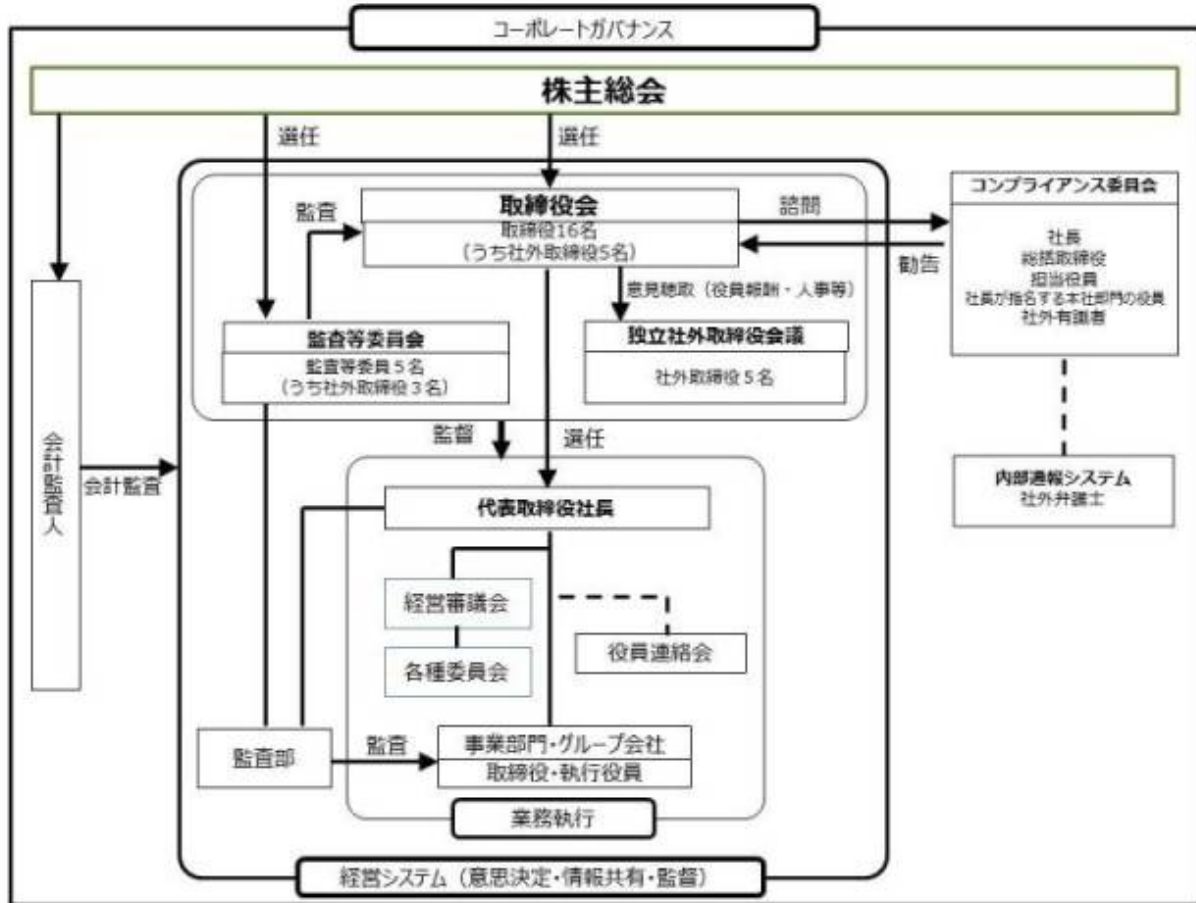 コーポレートガバナンス
株主総会
選任
選任
取締役会
取締役16名
(うち社外取締役5名)
監査
諮問
勧告
コンプライアンス委員会
社長
総括取締役
担当役員
社長が指名する本社部門の役員
社外有識者
意見聴取(役員報酬・人事等)
監査等委員会
監査等委員5名
(うち社外取締役3名)
独立社外取締役会議
社外取締役5名
会計監査人
会計監査
監督
選任
内部通報システム
社外弁護士
代表取締役社長
経営審議会
各種委員会
役員連絡会
監査部
監査
事業部門・グループ会社
取締役・執行役員
業務執行
経営システム(意思決定・情報共有・監督)